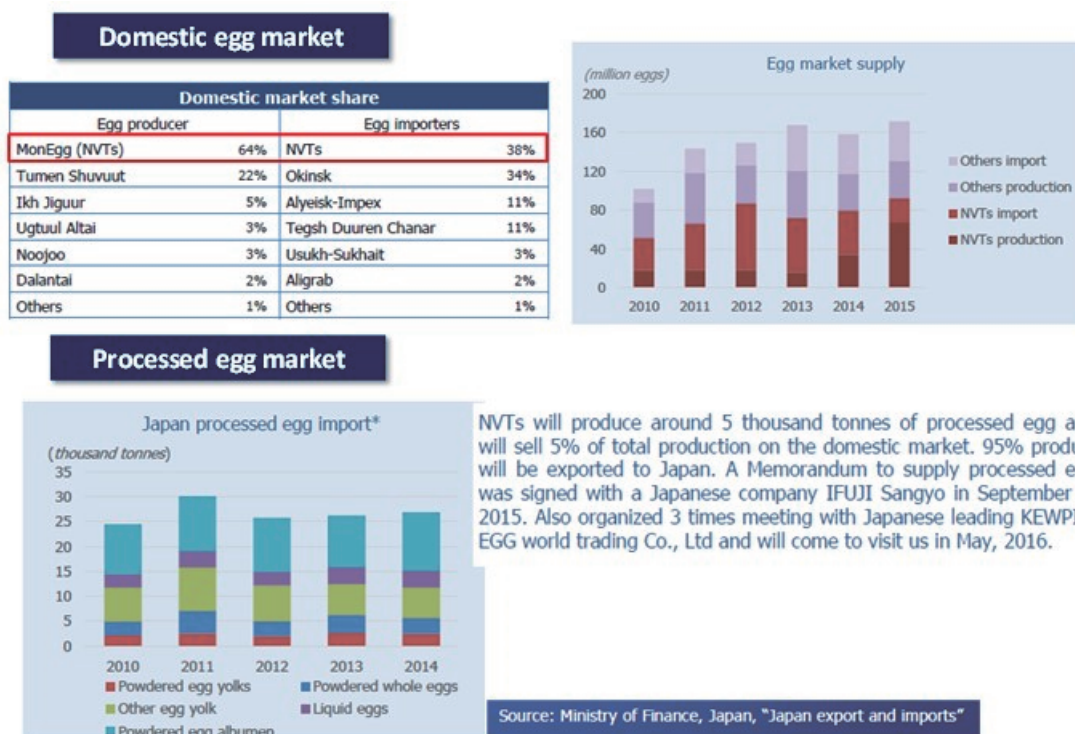 Domestic egg market
Domestic market share
Egg producer Egg importers
MonEgg (NVTs) 64% NVTs 38%
Tumen Shuvuut 22% Okinsk 34%
Ikh Jiguur 5% Alyeisk-Impex 11%
Ugtuul Altai 3% Tegsh Duuren Chanar 11%
Noojoo 3% Usukh-Sukhait 3%
Dalantai 2% Aligrab 2%
Others 1% Others 1%
Egg market supply
(million eggs)
200
160
120
80
40
0
2010 2011 2012 2013 2014 2015
Others import
Others production
NVTs import
NVTs production
Processed egg market
Japan processed egg import*
(thousand tonnes)
35
30
25
20
15
10
5
0
2010 2011 2012 2013 2014
Powdered egg yolks Powdered whole eggs
Other egg yolk Liquid eggs
Powdered egg albumen
NVTs will produce around 5 thousand tonnes of processed egg a
will sell 5% of total production on the domestic market. 95% produ
will be exported to Japan. A Memorandum to supply processed e
was signed with a Japanese company IFUJI Sangyo in September
2015. Also organized 3 times meeting with Japanese leading KEWPI
EGG world trading Co., Ltd and will come to visit us in May, 2016.
Source: Ministry of Finance, Japan, "Japan export and imports"